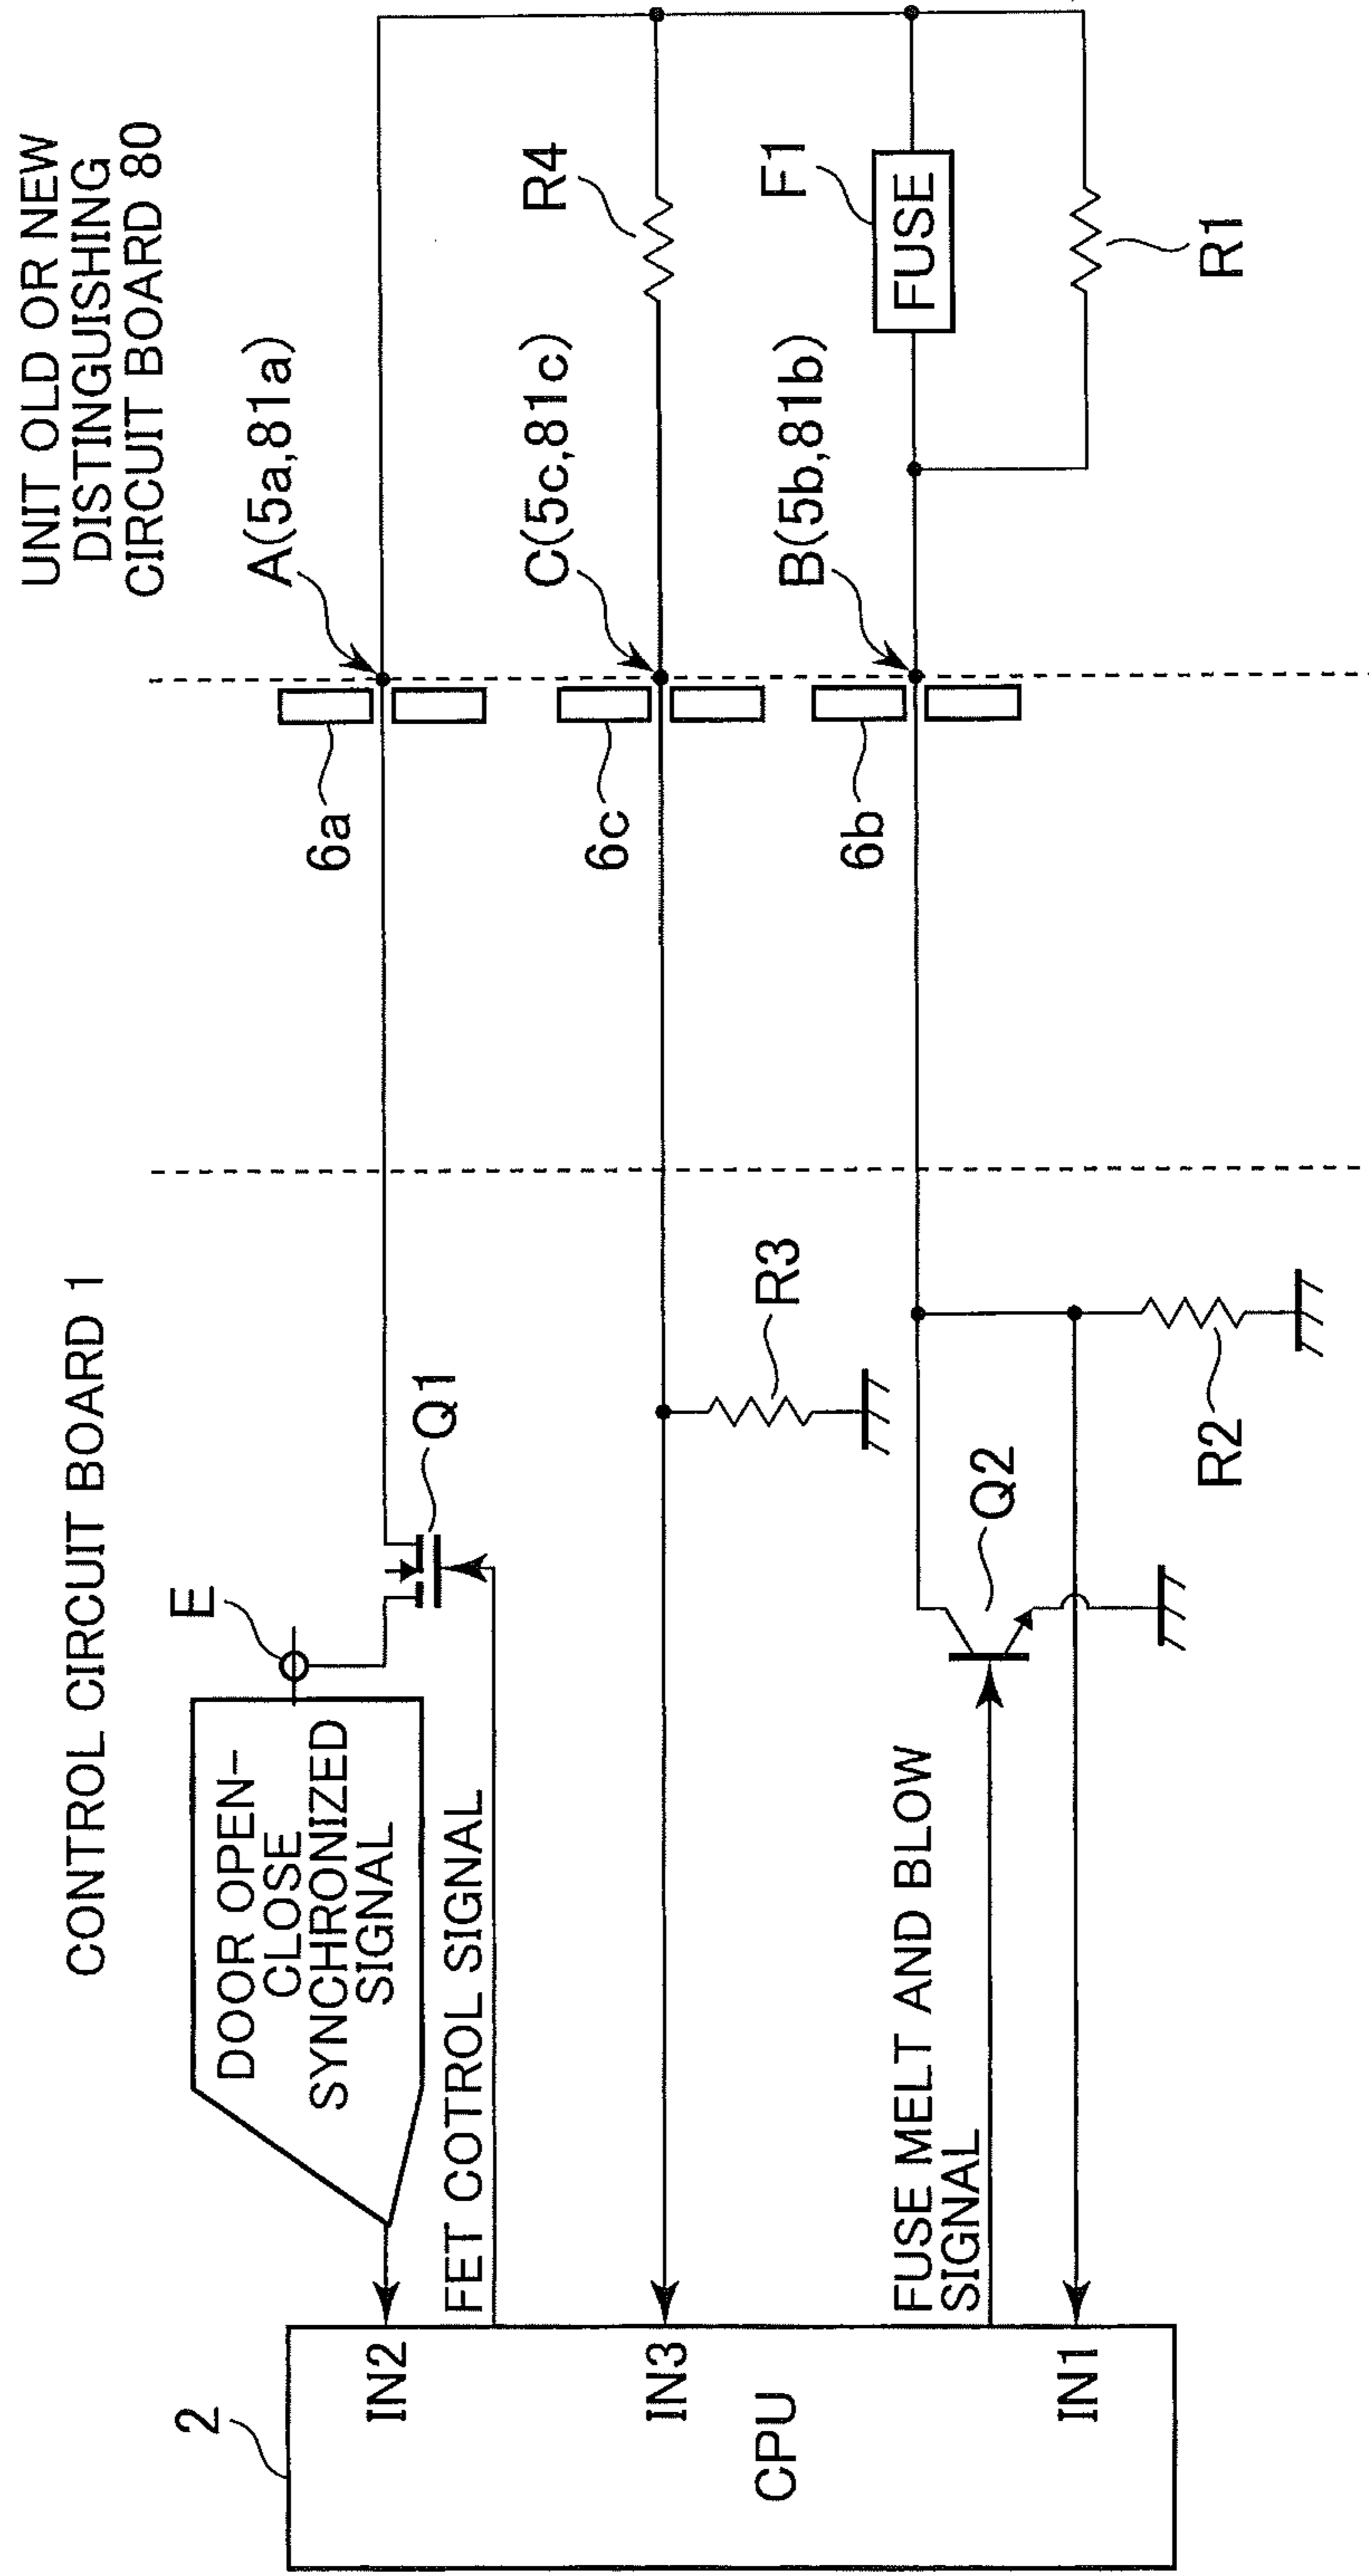 CONTROL CIRCUIT BOARD 1
UNIT OLD OR NEW
DISTINGUISHING
CIRCUIT BOARD 80
2
CPU
IN2
IN3
IN1
DOOR OPEN-
CLOSE
SYNCHRONIZED
SIGNAL
E
FET COTROL SIGNAL
Q1
R3
FUSE MELT AND BLOW
SIGNAL
Q2
R2
6a
6c
6b
A(5a,81a)
C(5c,81c)
B(5b,81b)
R4
F1
FUSE
R1